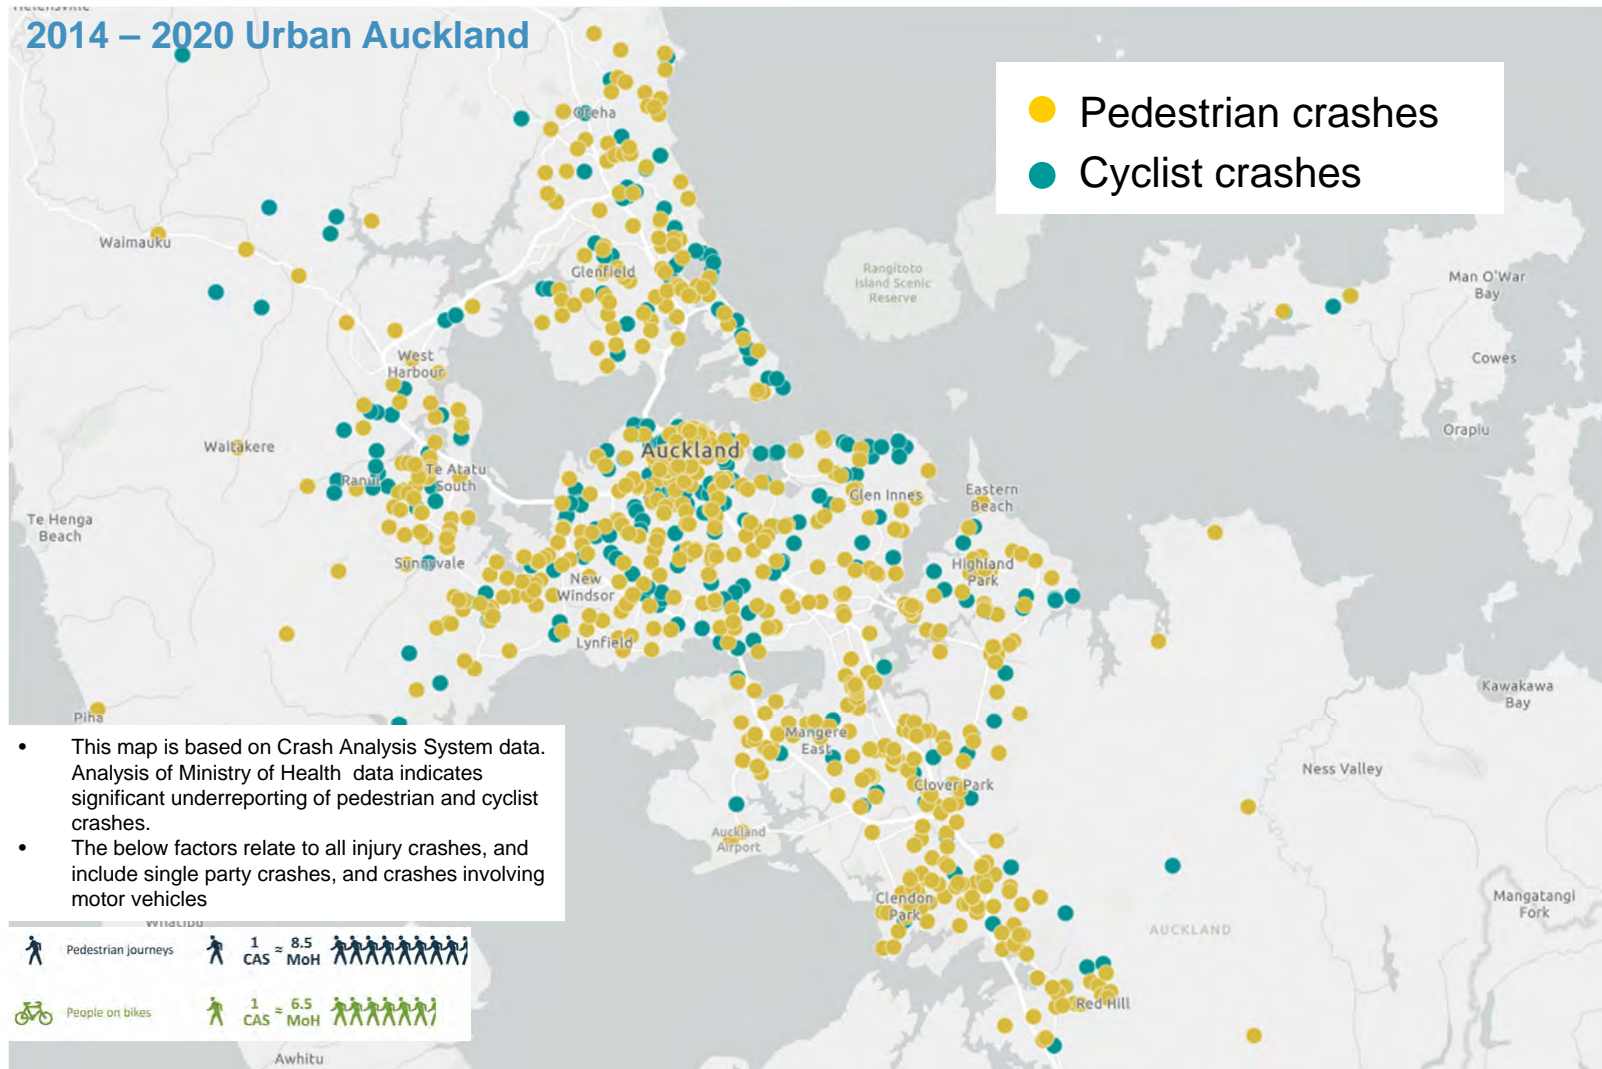 Helensville
2014 – 2020 Urban Auckland
Pedestrian crashes
Cyclist crashes
Oteha
Waimauku
Glenfield
Rangitoto
Island Scenic
Reserve
Man O'War
Bay
West
Harbour
Cowes
Waitakere
Auckland
Orapiu
Ranui
Te Atatu
South
Glen Innes
Eastern
Beach
Te Henga
Beach
Sunnyvale
New
Windsor
Highland
Park
Lynfield
Piha
Kawakawa
Bay
Mangere
East
Ness Valley
Clover Park
Auckland
Airport
Clendon
Park
Mangatangi
Fork
AUCKLAND
Red Hill
• This map is based on Crash Analysis System data.
Analysis of Ministry of Health data indicates
significant underreporting of pedestrian and cyclist
crashes.
• The below factors relate to all injury crashes, and
include single party crashes, and crashes involving
motor vehicles
Whatipu
Pedestrian journeys 1 CAS ≈ 8.5 MoH
People on bikes 1 CAS ≈ 6.5 MoH
Awhitu